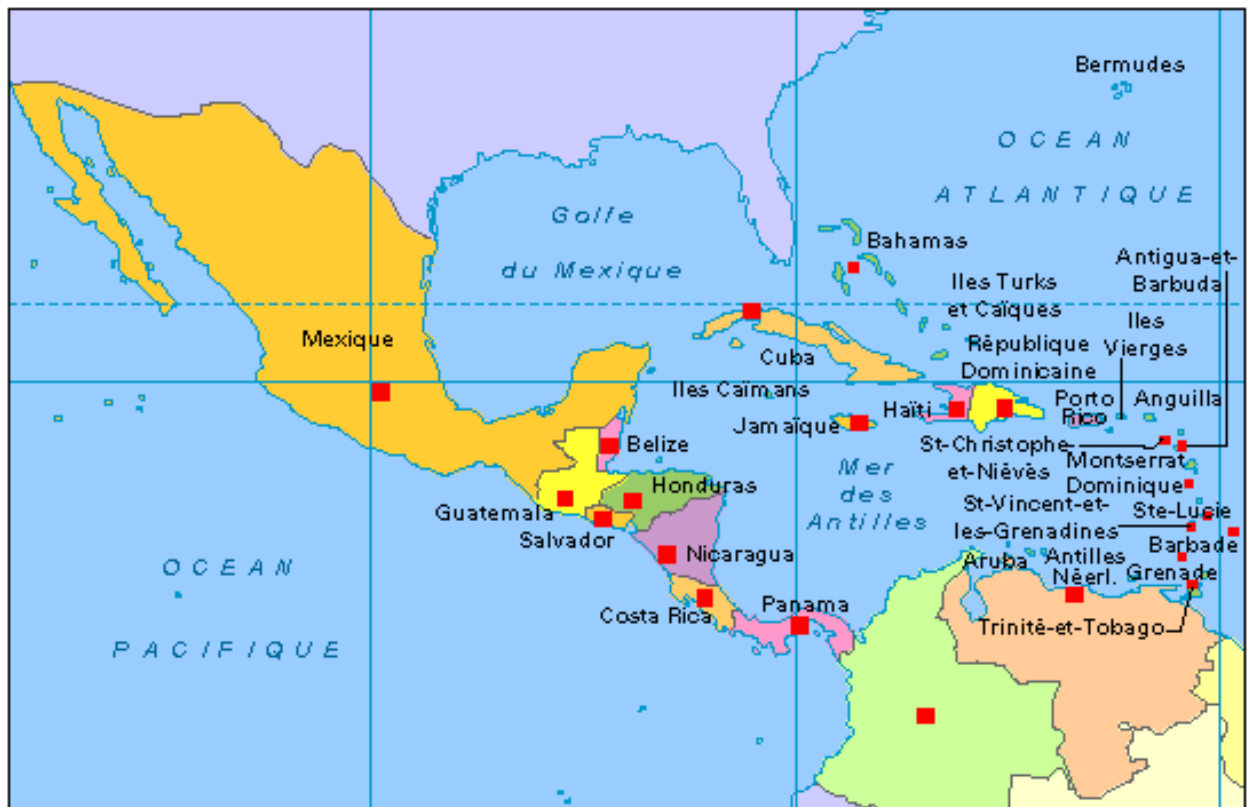 Bermudes
OCEAN
ATLANTIQUE
Golfe
du Mexique
Bahamas
Antigua-et-
Barbuda
Iles Turks
et Caïques
Iles
Vierges
Mexique
Cuba
République
Dominicaine
Iles Caïmans
Haïti
Porto
Rico
Anguilla
Jamaïque
Belize
St-Christophe
et-Niévès
Montserrat
Mer
des
Antilles
Honduras
Dominique
Guatemala
St-Vincent-et-
les-Grenadines
Ste-Lucie
Salvador
Nicaragua
Barbade
Aruba
Antilles
Néerl.
Grenade
OCEAN
PACIFIQUE
Costa Rica
Panama
Trinité-et-Tobago